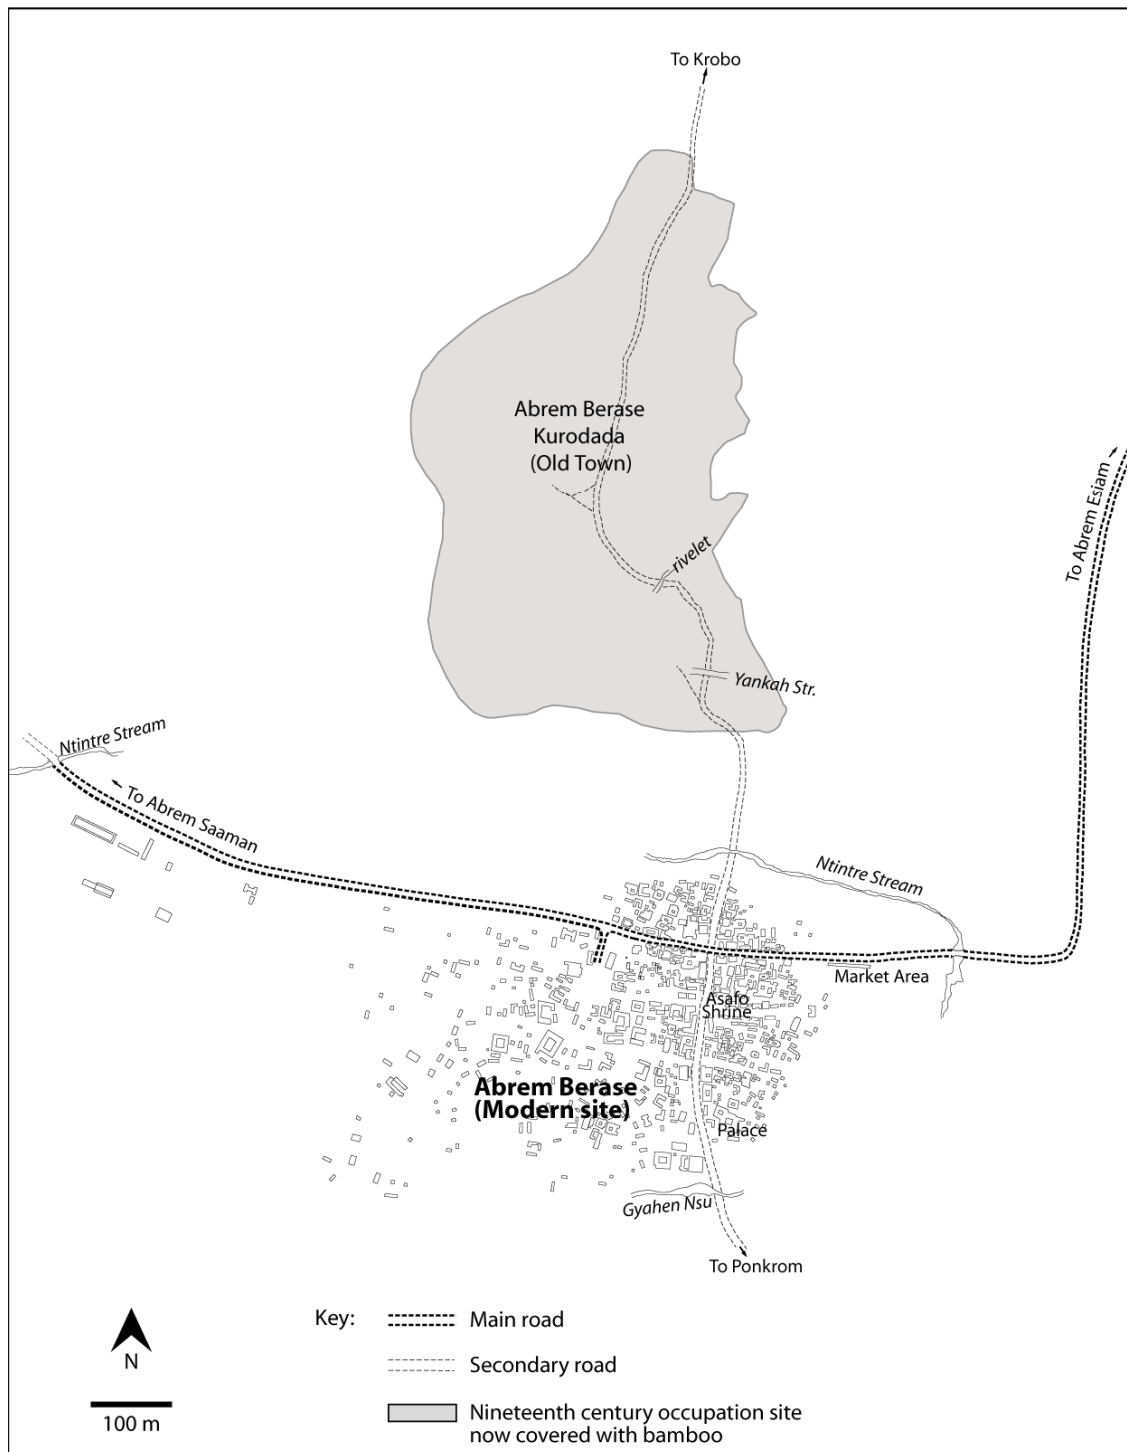 To Krobo
Abrem Berase
Kurodada
(Old Town)
To Abrem Esiam
rivelet
Yankah Str.
Ntintre Stream
To Abrem Saaman
Ntintre Stream
Market Area
Asafo
Shrine
Abrem Berase
(Modern site)
Palace
Gyahen Nsu
To Ponkrom
Key:
Main road
Secondary road
N
100 m
Nineteenth century occupation site
now covered with bamboo